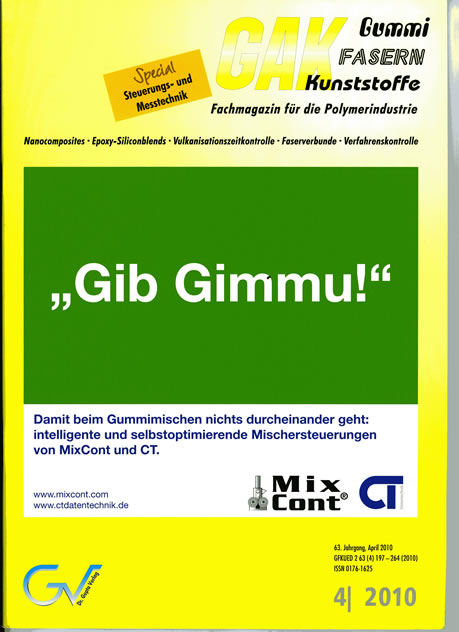 GAK
Gummi
FASERN
Kunststoffe
Special
Steuerungs- und
Messtechnik
Fachmagazin für die Polymerindustrie
Nanocomposites · Epoxy-Siliconblends · Vulkanisationszeitkontrolle · Faserverbunde · Verfahrenskontrolle
„Gib Gimmu!“
Damit beim Gummimischen nichts durcheinander geht:
intelligente und selbstoptimierende Mischersteuerungen
von MixCont und CT.
www.mixcont.com
www.ctdatentechnik.de
Mix
Cont®
CT
63. Jahrgang, April 2010
GFKUED 2 63 (4) 197–264 (2010)
ISSN 0176-1625
GV
Dr. Gupta Verlag
4| 2010